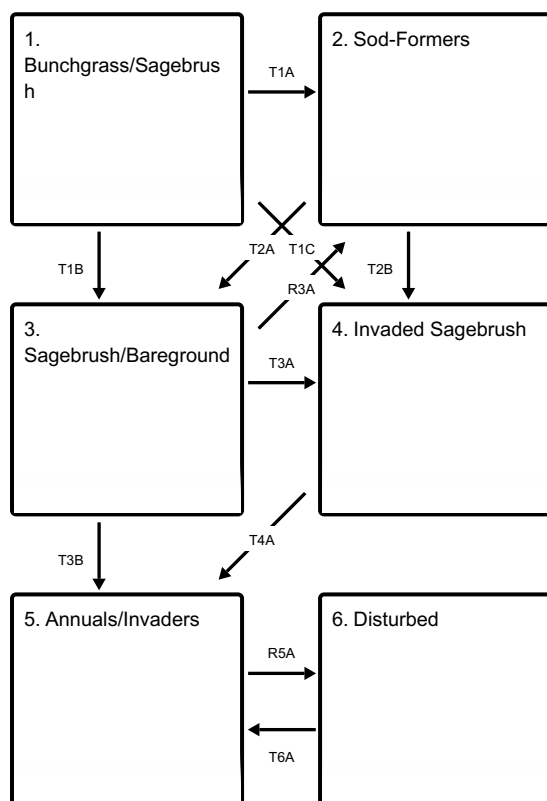 1.
Bunchgrass/Sagebrus
h
2. Sod-Formers
T1A
T1B
T2A
T1C
R3A
T2B
3.
Sagebrush/Bareground
4. Invaded Sagebrush
T3A
T3B
T4A
5. Annuals/Invaders
6. Disturbed
R5A
T6A